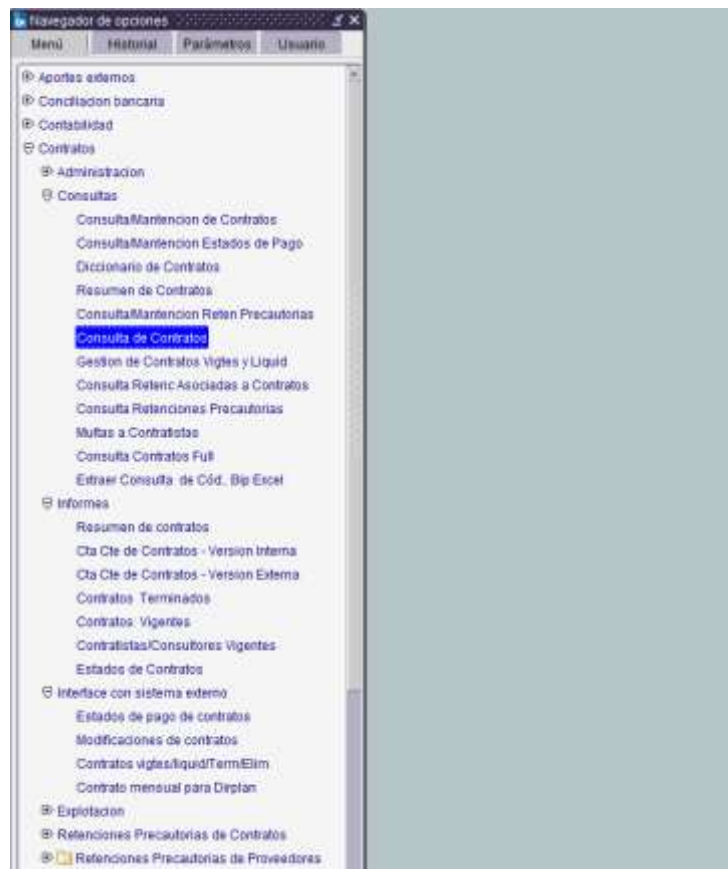 Navegador de opciones
Menú Historial Parámetros Usuario
Aportes externos
Conciliacion bancaria
Contabilidad
Contratos
Administracion
Consultas
Consulta/Mantencion de Contratos
Consulta/Mantencion Estados de Pago
Diccionario de Contratos
Resumen de Contratos
Consulta/Mantencion Reten Precautorias
Consulta de Contratos
Gestion de Contratos Vigtes y Liquid
Consulta Retenc Asociadas a Contratos
Consulta Retenciones Precautorias
Multas a Contratistas
Consulta Contratos Full
Extraer Consulta de Cód. Bip Excel
Informes
Resumen de contratos
Cta Cte de Contratos - Version Interna
Cta Cte de Contratos - Version Externa
Contratos Terminados
Contratos Vigentes
Contratistas/Consultores Vigentes
Estados de Contratos
Interface con sistema externo
Estados de pago de contratos
Modificaciones de contratos
Contratos vigtes/liquid/Term/Elim
Contrato mensual para Dirplan
Explotacion
Retenciones Precautorias de Contratos
Retenciones Precautorias de Proveedores